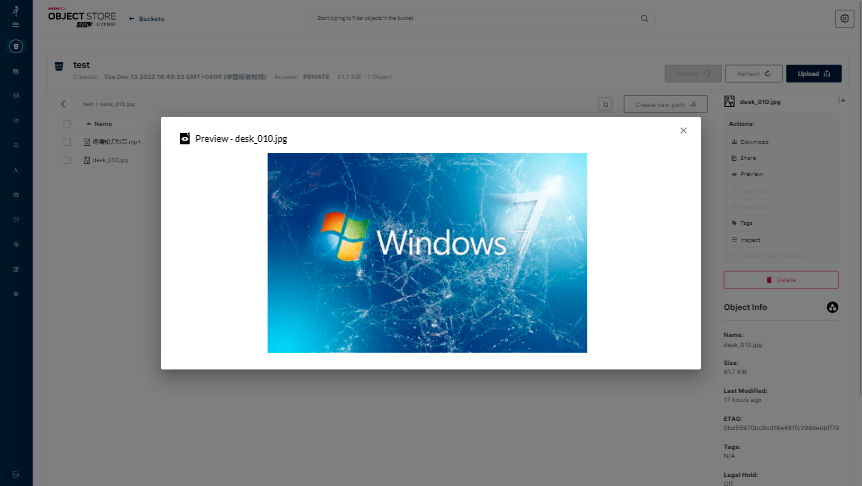 MINIO
OBJECT STORE
LICENSE
Buckets
Start typing to filter objects in the bucket
test
Created: Tue Dec 13 2022 16:49:33 GMT+0800 (中国标准时间) Access: PRIVATE 81.7 KiB - 1 Object
Refresh
Upload
test / desk_010.jpg
Create new path
Name
.mp4
desk_010.jpg
Preview - desk_010.jpg
Windows 7
desk_010.jpg
Actions:
Download
Share
Preview
Tags
Inspect
Delete
Object Info
Name:
desk_010.jpg
Size:
81.7 KiB
Last Modified:
17 hours ago
ETAG:
Tags:
N/A
Legal Hold:
Off